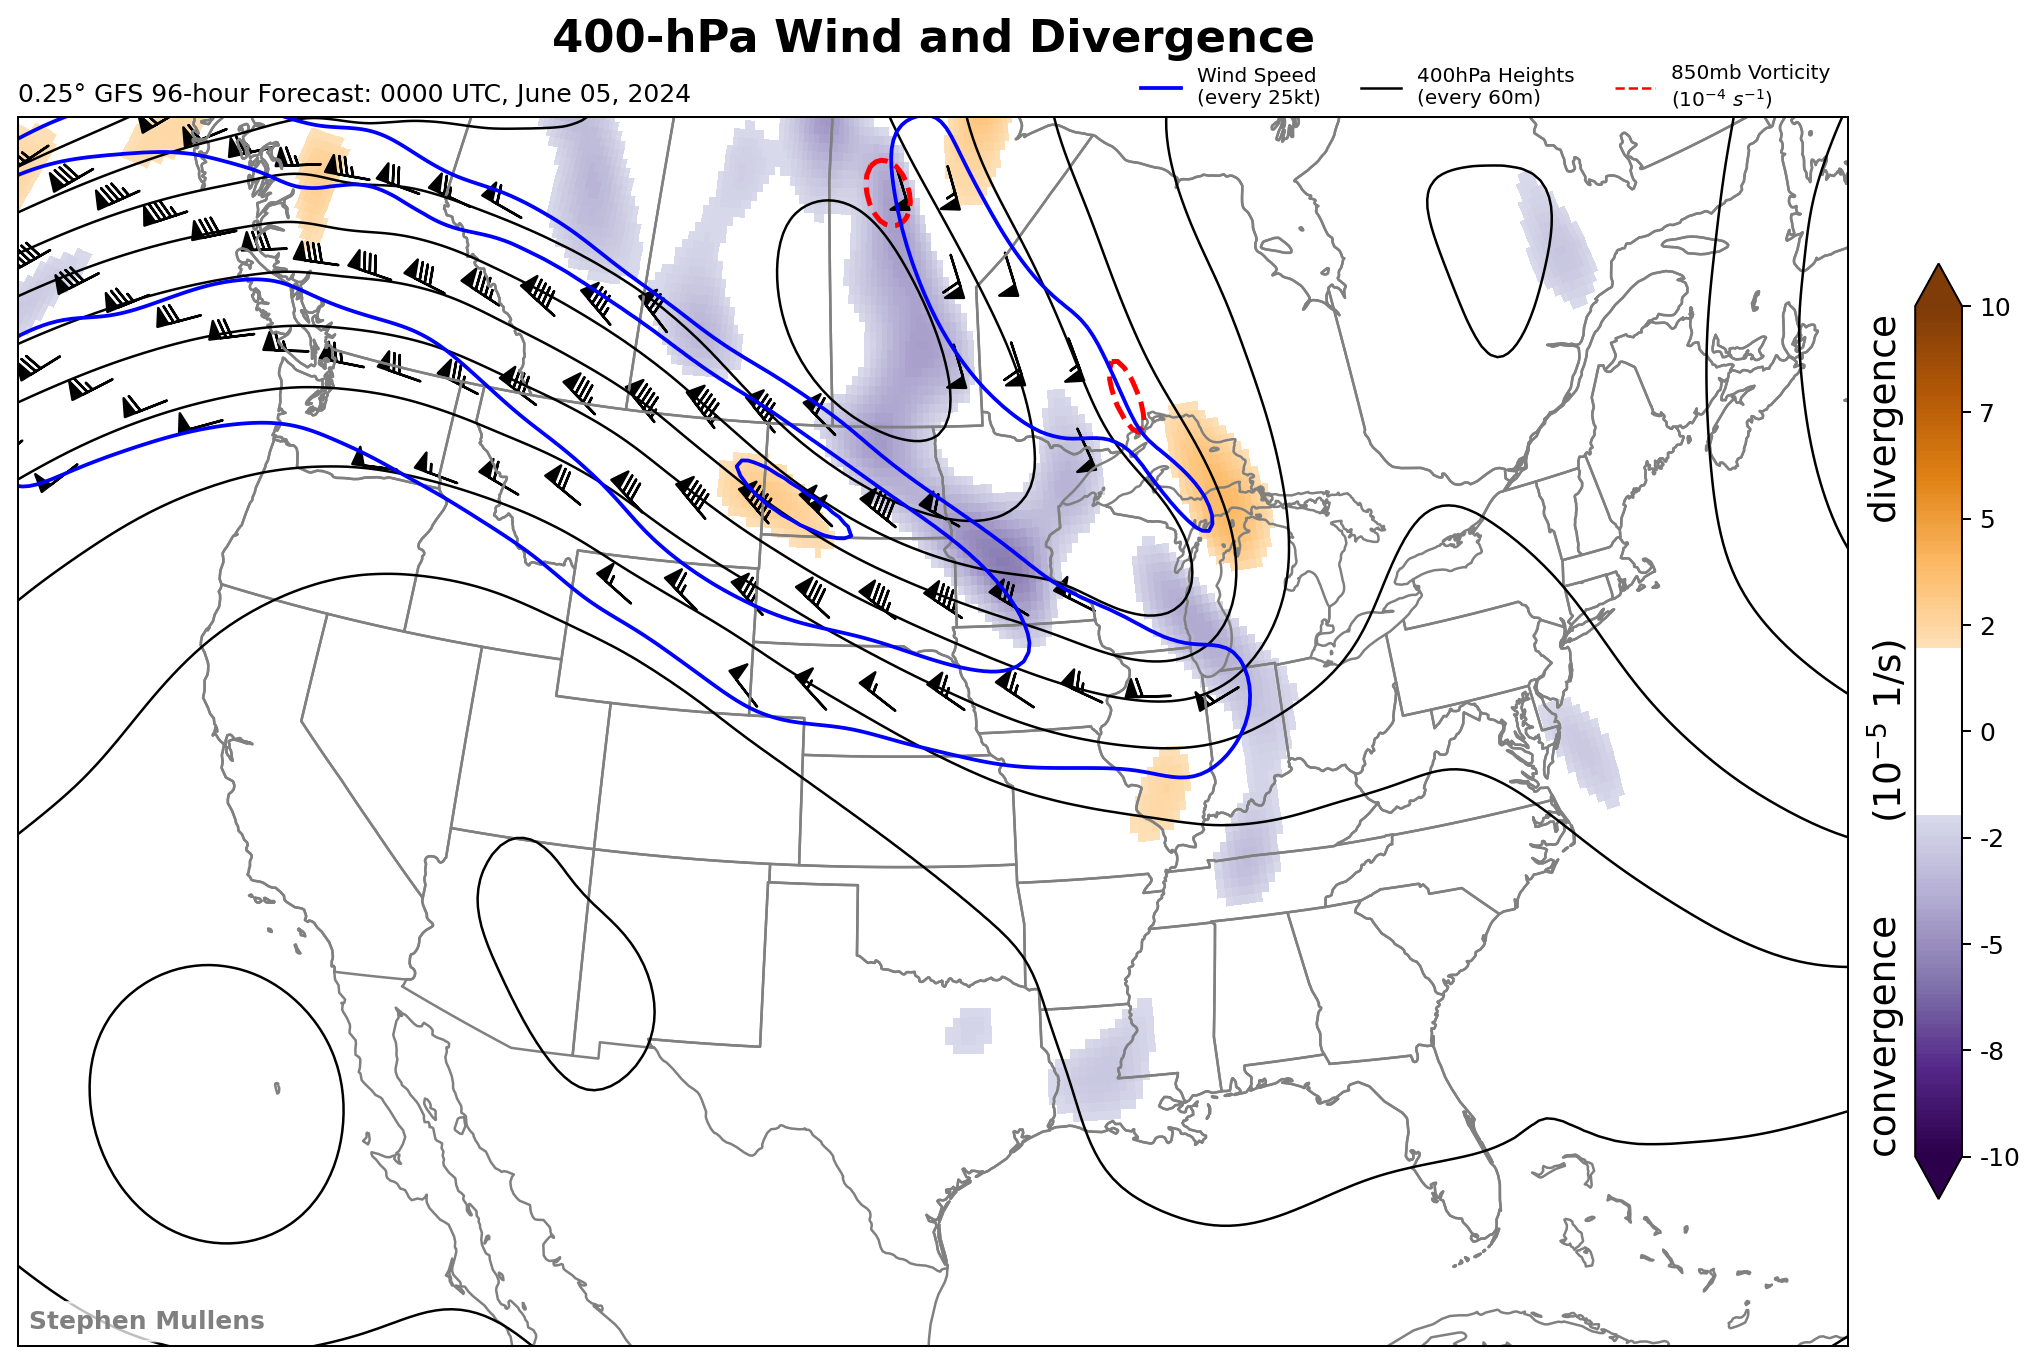 400-hPa Wind and Divergence
0.25° GFS 96-hour Forecast: 0000 UTC, June 05, 2024
Wind Speed
(every 25kt)
400hPa Heights
(every 60m)
850mb Vorticity
(10⁻⁴ s⁻¹)
10
7
5
2
0
-2
-5
-8
-10
convergence (10⁻⁵ 1/s) divergence
Stephen Mullens